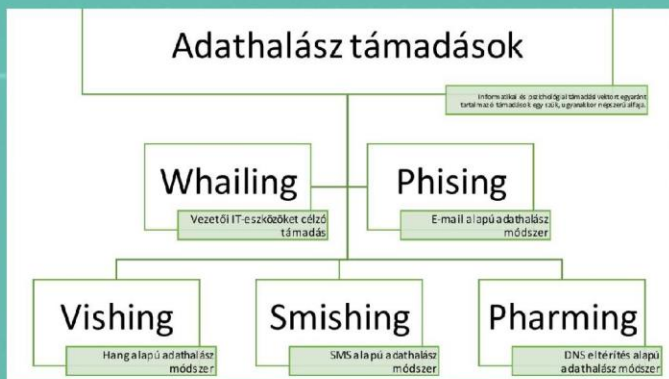 Adathalász támadások
Informatikai és pszichológiai támadási vektort egyaránt
tartalmazó támadások egy szűk, ugyanakkor népszerű alfaja.
Whailing
Vezetői IT-eszközöket célzó
támadás
Phising
E-mail alapú adathalász
módszer
Vishing
Hang alapú adathalász
módszer
Smishing
SMS alapú adathalász
módszer
Pharming
DNS eltérítés alapú
adathalász módszer